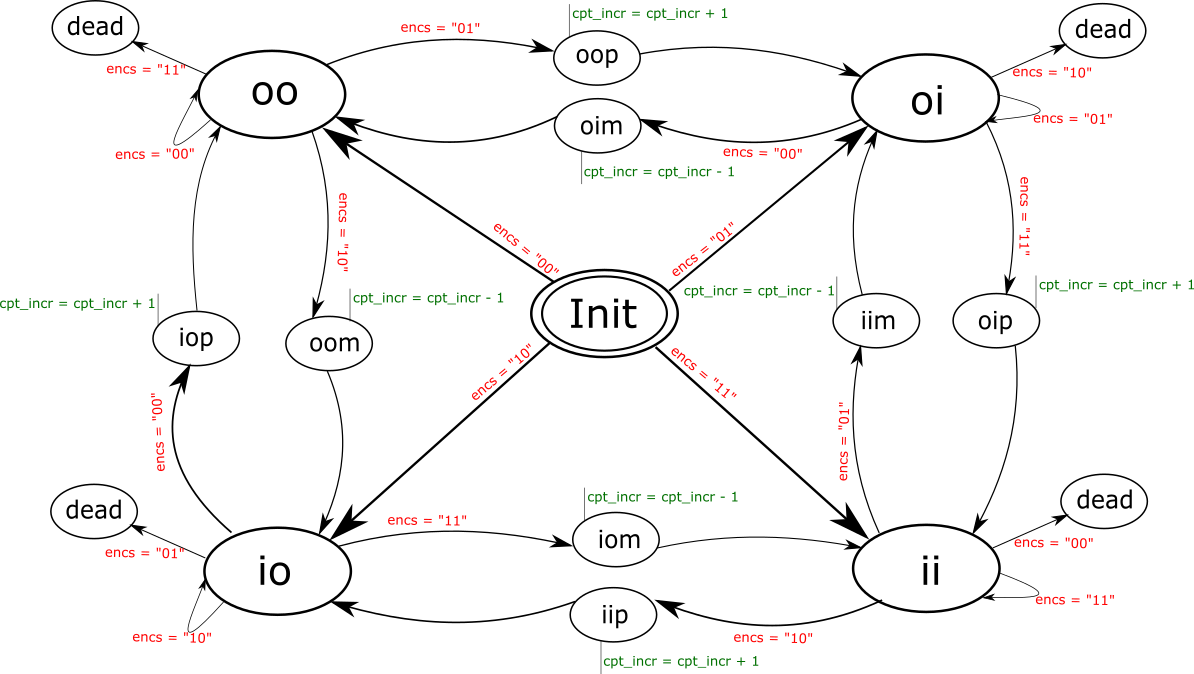 cpt_incr = cpt_incr + 1
dead
encs = "01"
oop
dead
encs = "11"
encs = "10"
oo
oi
encs = "01"
oim
encs = "00"
encs = "00"
cpt_incr = cpt_incr - 1
encs = "10"
encs = "11"
encs = "00"
encs = "01"
cpt_incr = cpt_incr + 1
cpt_incr = cpt_incr - 1
cpt_incr = cpt_incr - 1
cpt_incr = cpt_incr + 1
iop
oom
Init
iim
oip
encs = "00"
encs = "10"
encs = "11"
encs = "01"
cpt_incr = cpt_incr - 1
dead
encs = "11"
iom
dead
encs = "01"
encs = "00"
io
ii
encs = "10"
iip
encs = "10"
encs = "11"
cpt_incr = cpt_incr + 1